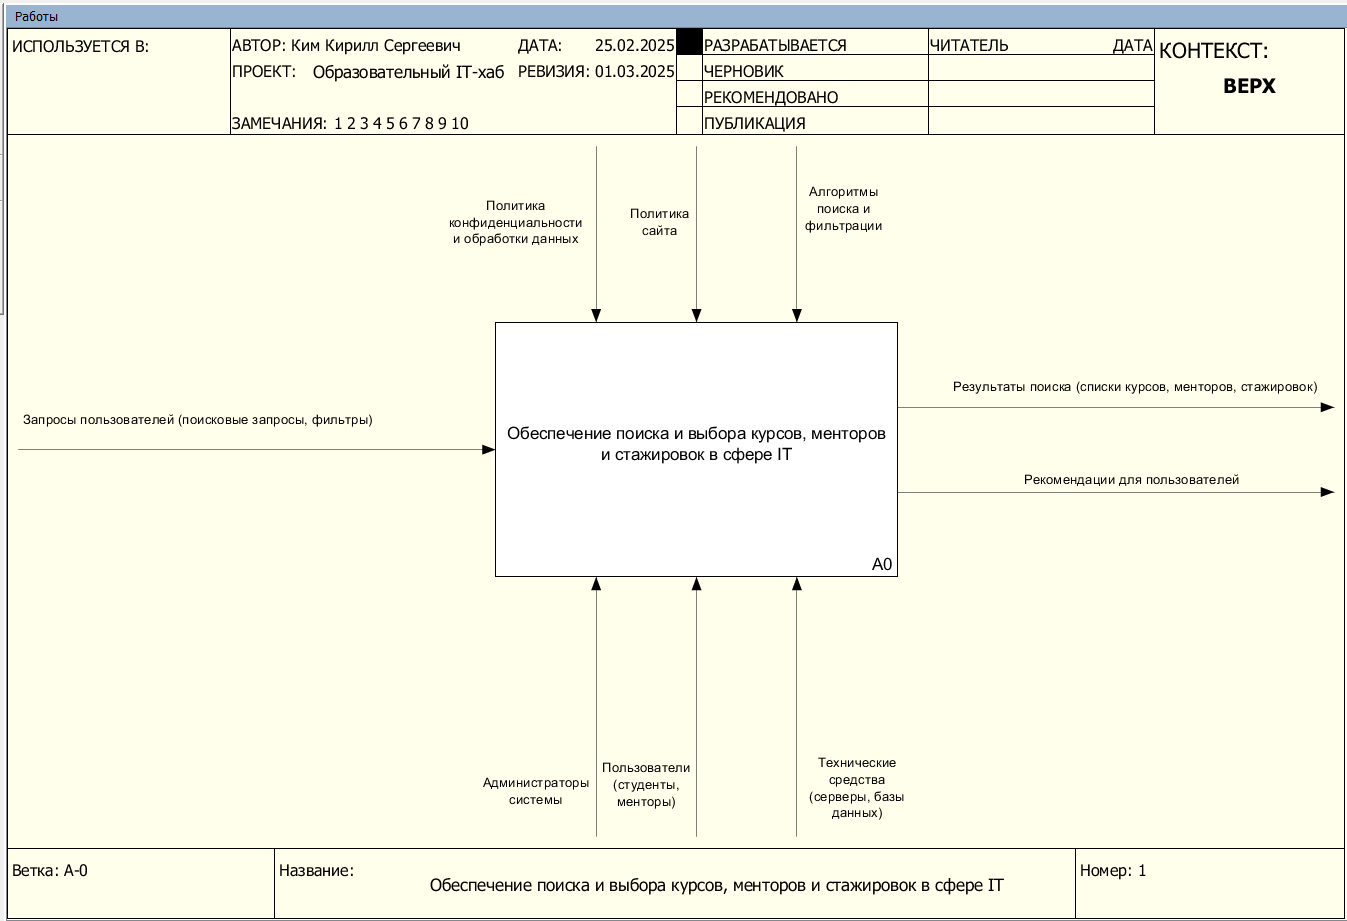 Работы
ИСПОЛЬЗУЕТСЯ В:
АВТОР: Ким Кирилл Сергеевич
ДАТА: 25.02.2025
ПРОЕКТ: Образовательный IT-хаб
РЕВИЗИЯ: 01.03.2025
ЗАМЕЧАНИЯ: 1 2 3 4 5 6 7 8 9 10
РАЗРАБАТЫВАЕТСЯ
ЧЕРНОВИК
РЕКОМЕНДОВАНО
ПУБЛИКАЦИЯ
ЧИТАТЕЛЬ
ДАТА
КОНТЕКСТ:
ВЕРХ
Политика
конфиденциальности
и обработки данных
Политика
сайта
Алгоритмы
поиска и
фильтрации
Запросы пользователей (поисковые запросы, фильтры)
Обеспечение поиска и выбора курсов, менторов
и стажировок в сфере IT
A0
Результаты поиска (списки курсов, менторов, стажировок)
Рекомендации для пользователей
Администраторы
системы
Пользователи
(студенты,
менторы)
Технические
средства
(серверы, базы
данных)
Ветка: A-0
Название:
Обеспечение поиска и выбора курсов, менторов и стажировок в сфере IT
Номер: 1